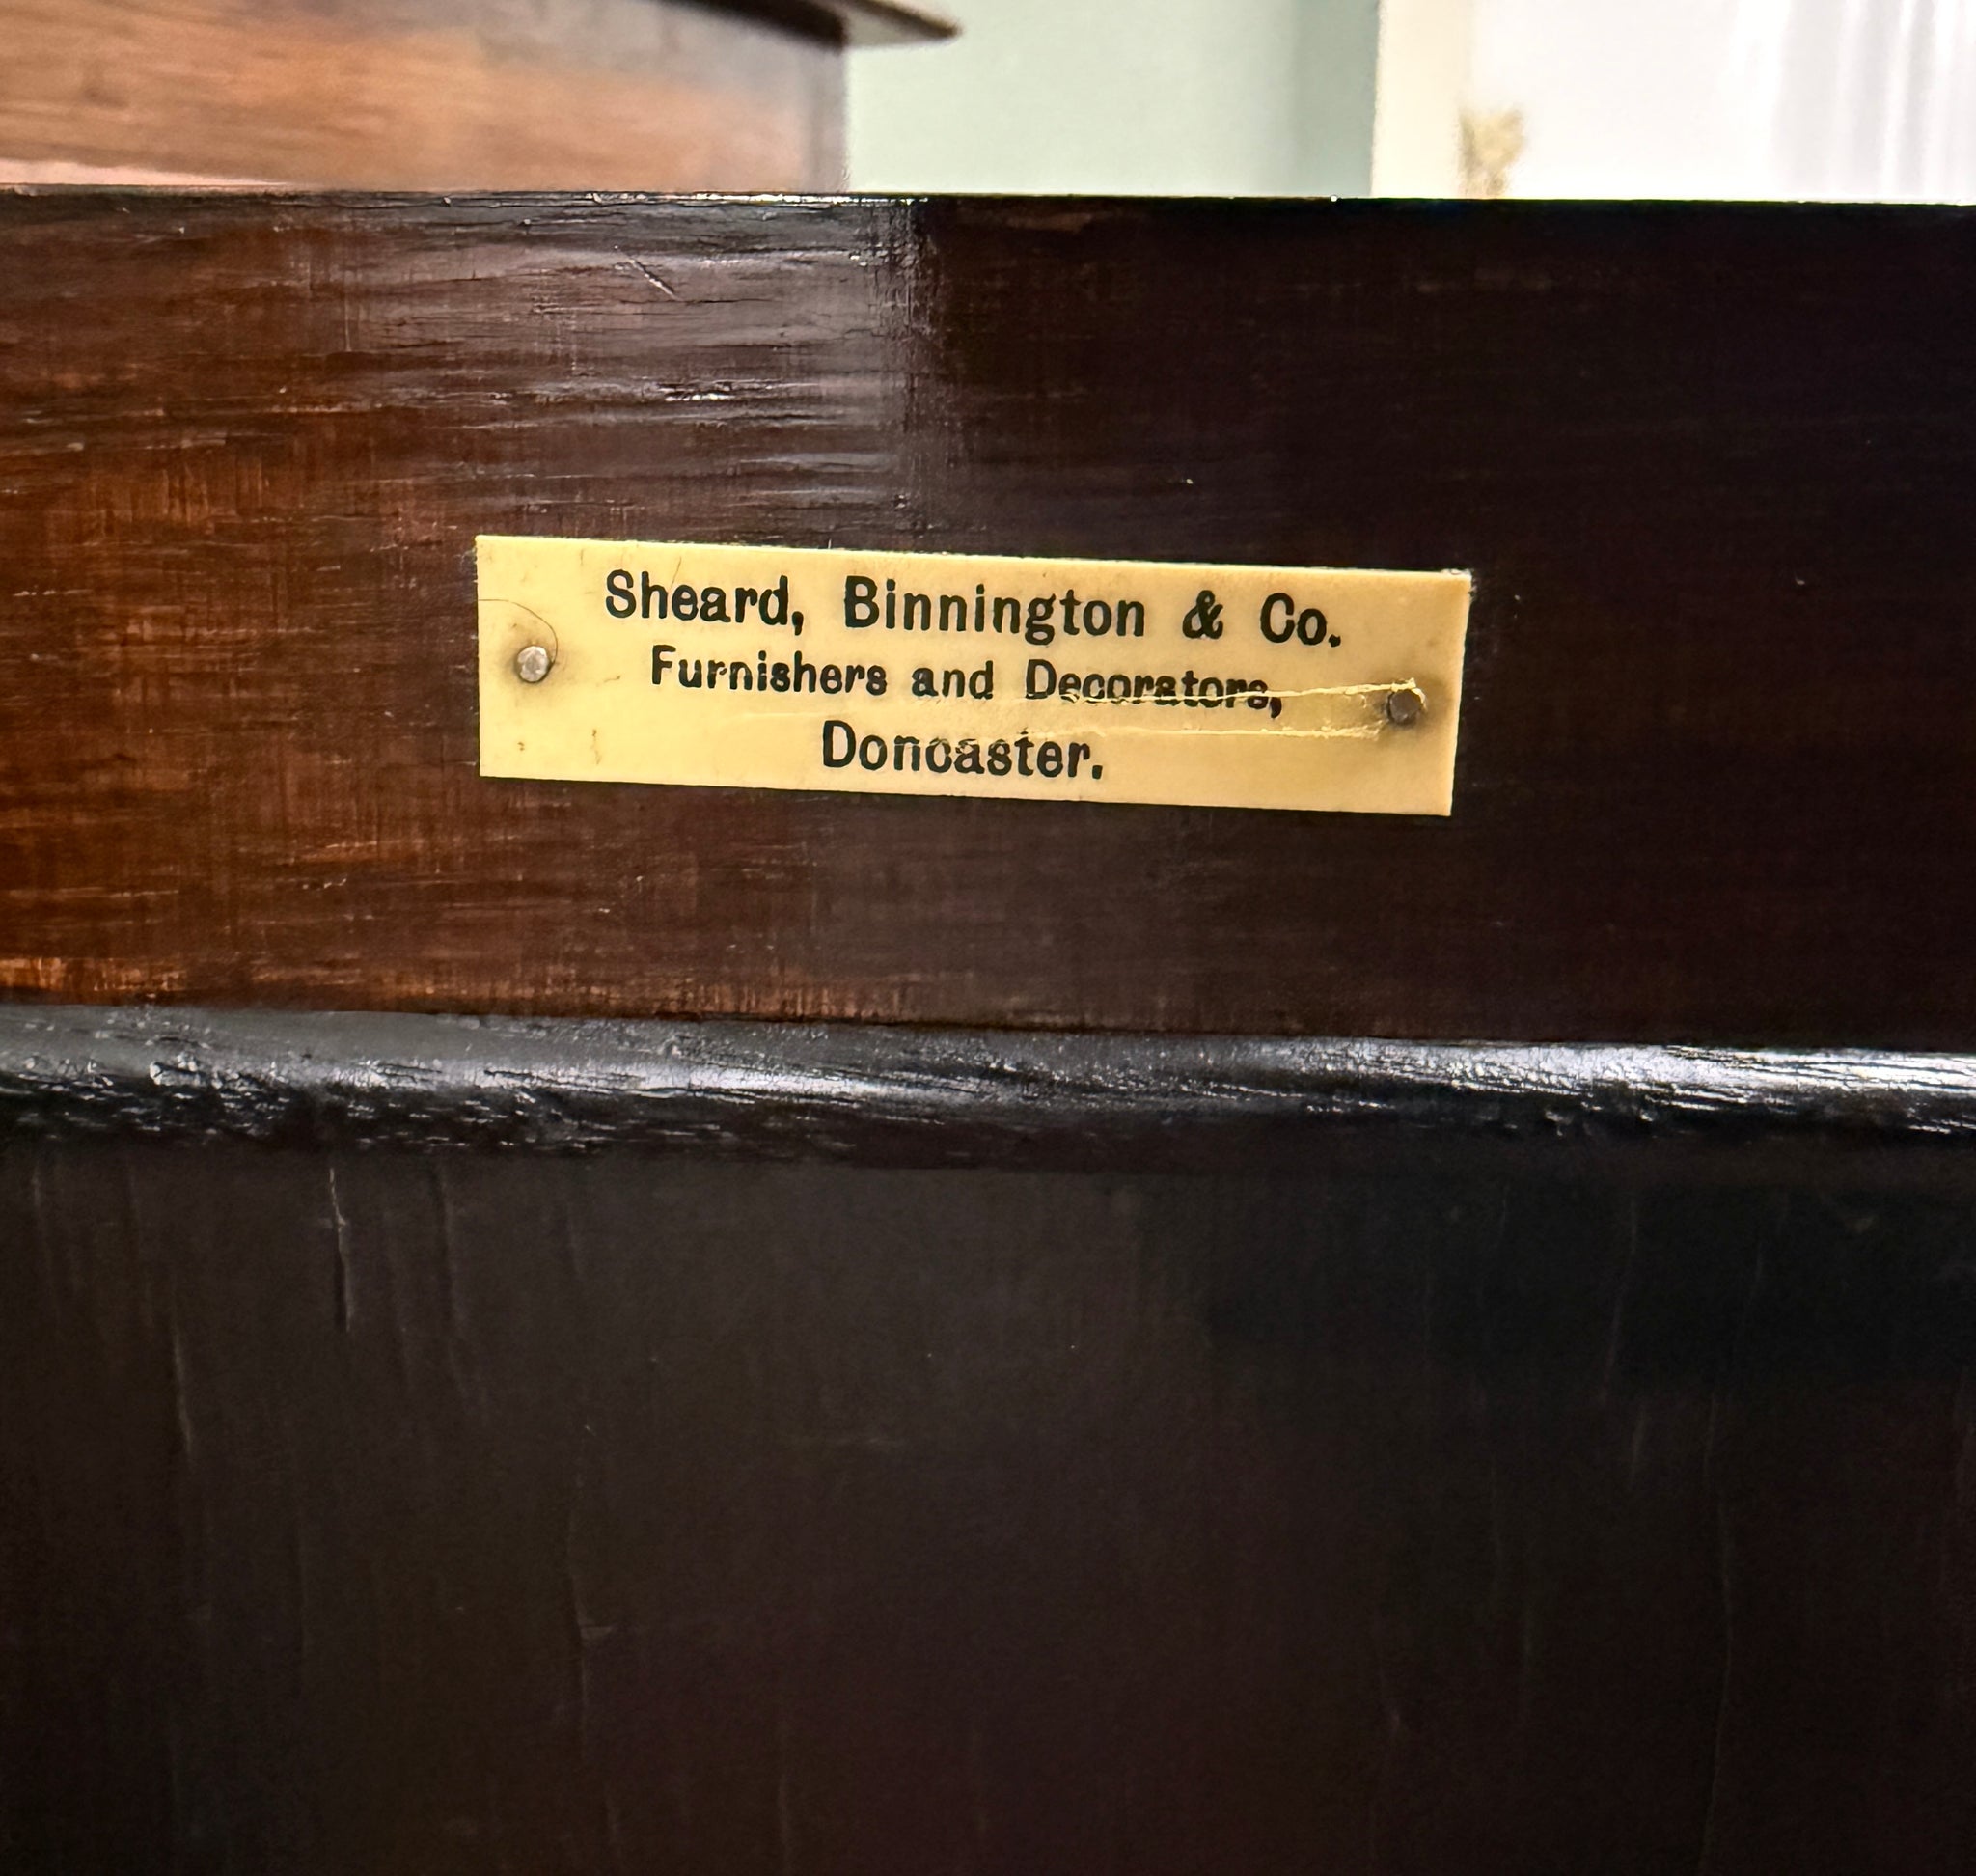 Sheard, Binnington & Co.
Furnishers and Decorators,
Doncaster.